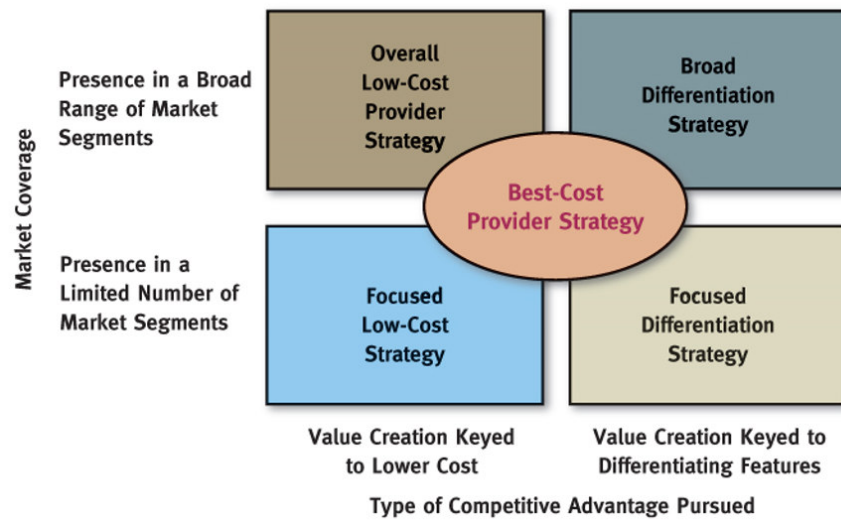 Market Coverage
Presence in a Broad
Range of Market
Segments
Overall
Low-Cost
Provider
Strategy
Broad
Differentiation
Strategy
Best-Cost
Provider Strategy
Presence in a
Limited Number of
Market Segments
Focused
Low-Cost
Strategy
Focused
Differentiation
Strategy
Value Creation Keyed
to Lower Cost
Value Creation Keyed to
Differentiating Features
Type of Competitive Advantage Pursued